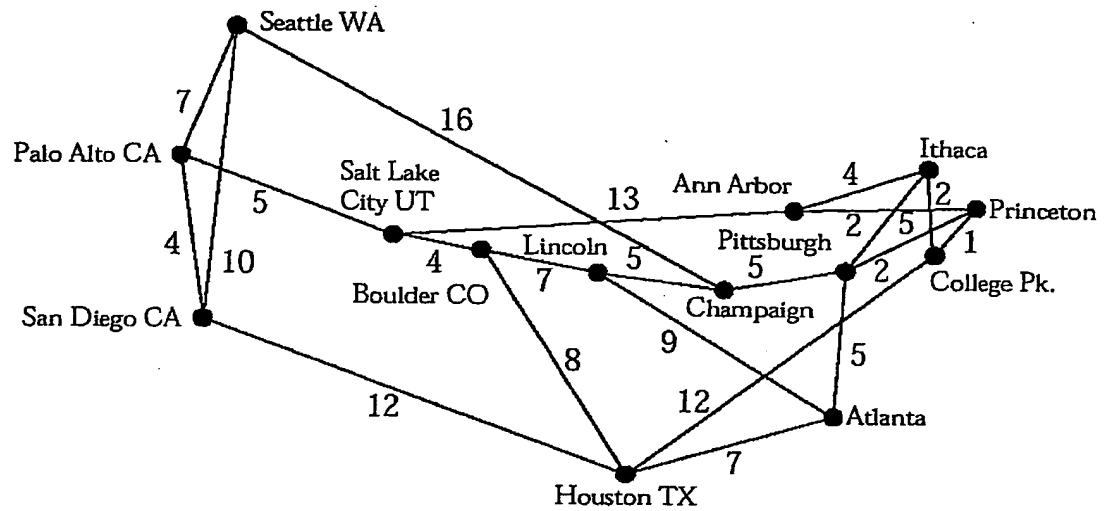 Seattle WA
7
16
Palo Alto CA
Ithaca
Salt Lake
City UT
Ann Arbor
4
2
5
13
Princeton
Lincoln
Pittsburgh
2
5
1
4
10
4
7
5
5
2
College Pk.
Boulder CO
Champaign
San Diego CA
9
5
8
12
12
Atlanta
7
Houston TX